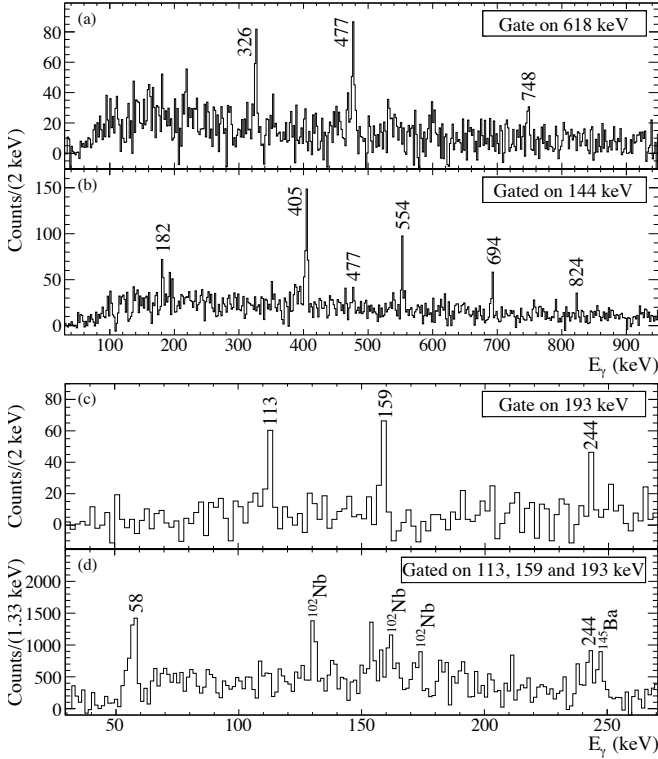 (a)
Gate on 618 keV
326
477
748
80
60
40
20
0
(b)
Gated on 144 keV
182
405
477
554
694
824
150
100
50
0
Counts/(2 keV)
100 200 300 400 500 600 700 800 900
Eγ (keV)
(c)
Gate on 193 keV
113
159
244
80
60
40
20
0
Counts/(2 keV)
(d)
Gated on 113, 159 and 193 keV
58
¹⁰²Nb
¹⁰²Nb
¹⁰²Nb
244
¹⁴⁵Ba
2000
1500
1000
500
0
Counts/(1.33 keV)
50 100 150 200 250
Eγ (keV)